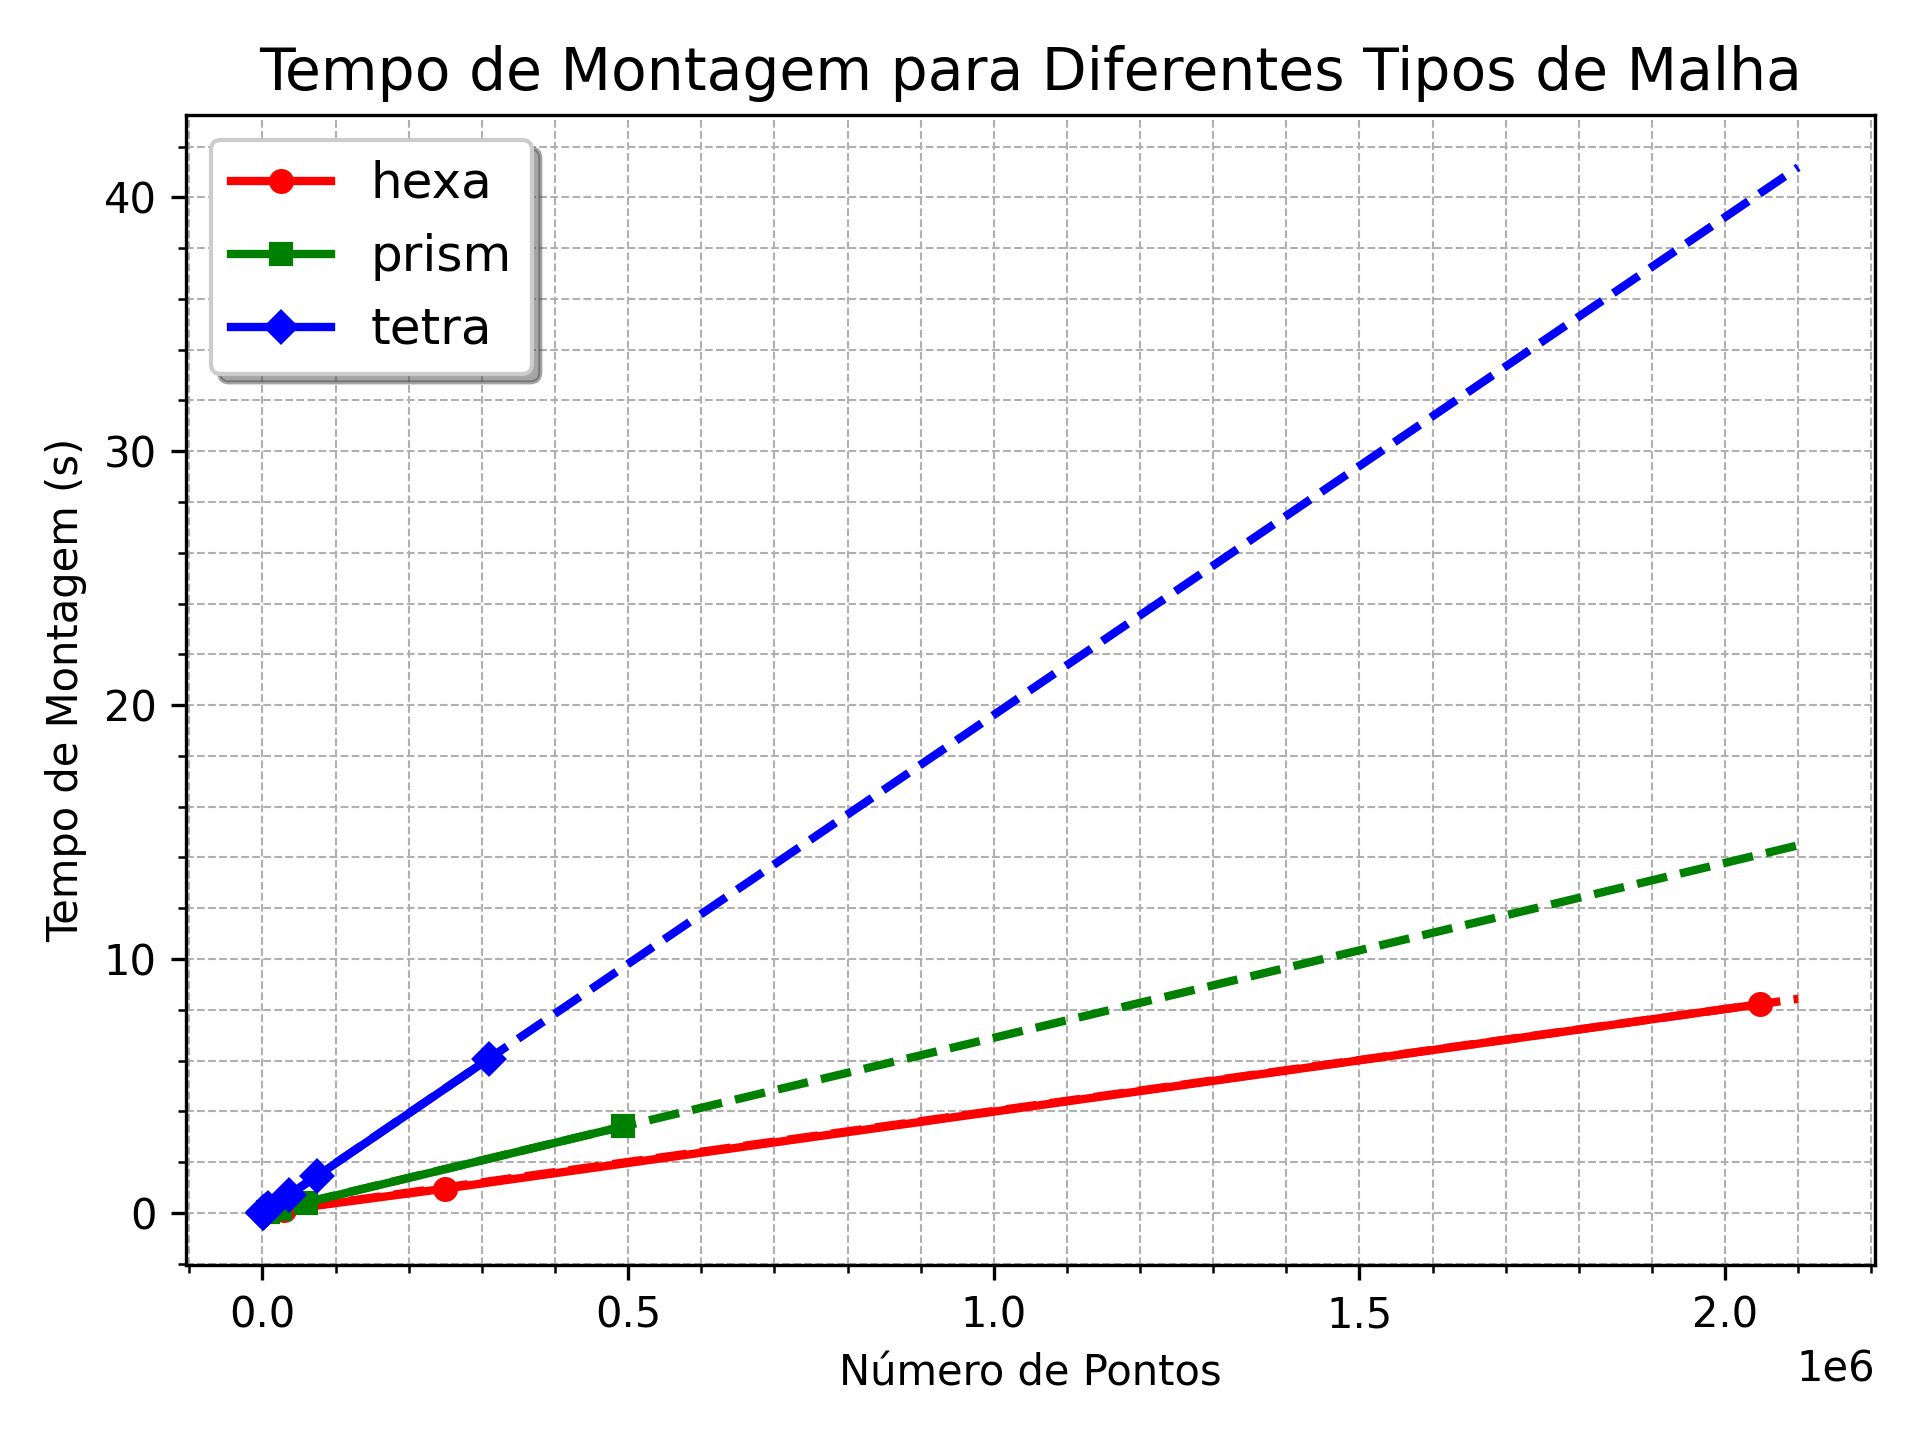 Tempo de Montagem para Diferentes Tipos de Malha
hexa
prism
tetra
Tempo de Montagem (s)
40
30
20
10
0
0.0 0.5 1.0 1.5 2.0
1e6
Número de Pontos